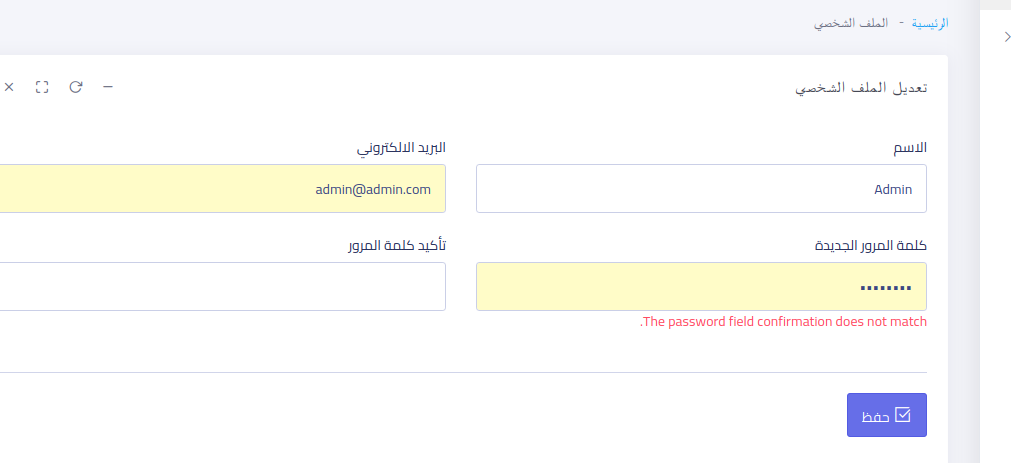 الرئيسية - الملف الشخصي
تعديل الملف الشخصي
الاسم
البريد الالكتروني
Admin
admin@admin.com
كلمة المرور الجديدة
تأكيد كلمة المرور
••••••••
The password field confirmation does not match.
حفظ